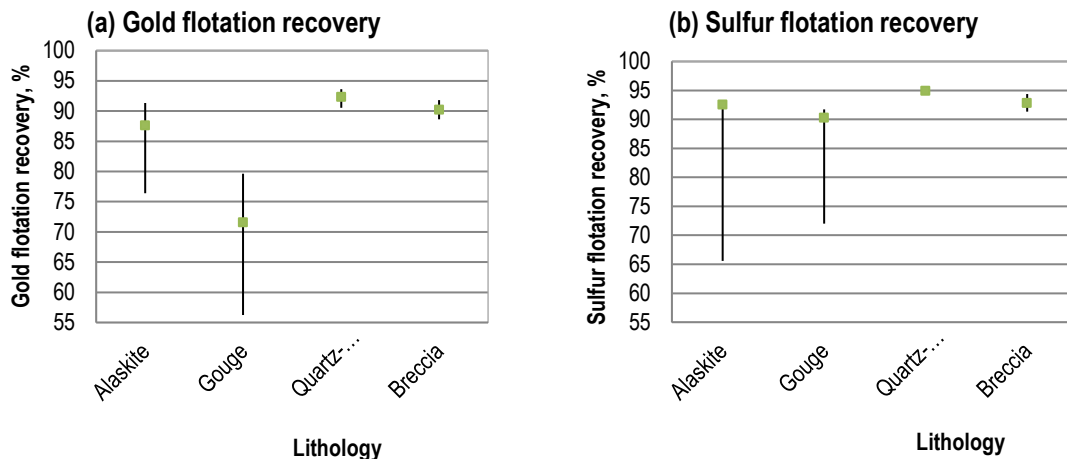 (a) Gold flotation recovery
Gold flotation recovery, %
100
95
90
85
80
75
70
65
60
55
Alaskite
Gouge
Quartz-...
Breccia
Lithology
(b) Sulfur flotation recovery
Sulfur flotation recovery, %
100
95
90
85
80
75
70
65
60
55
Alaskite
Gouge
Quartz-...
Breccia
Lithology